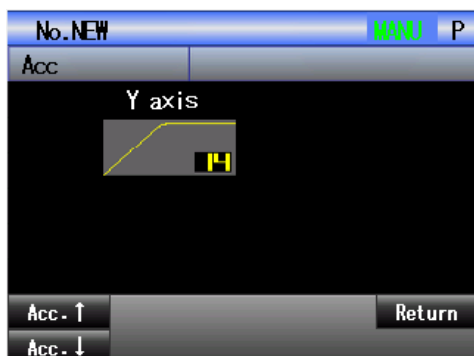 No.NEW MANU P
Acc
Y axis
14
Acc.↑ Return
Acc.↓